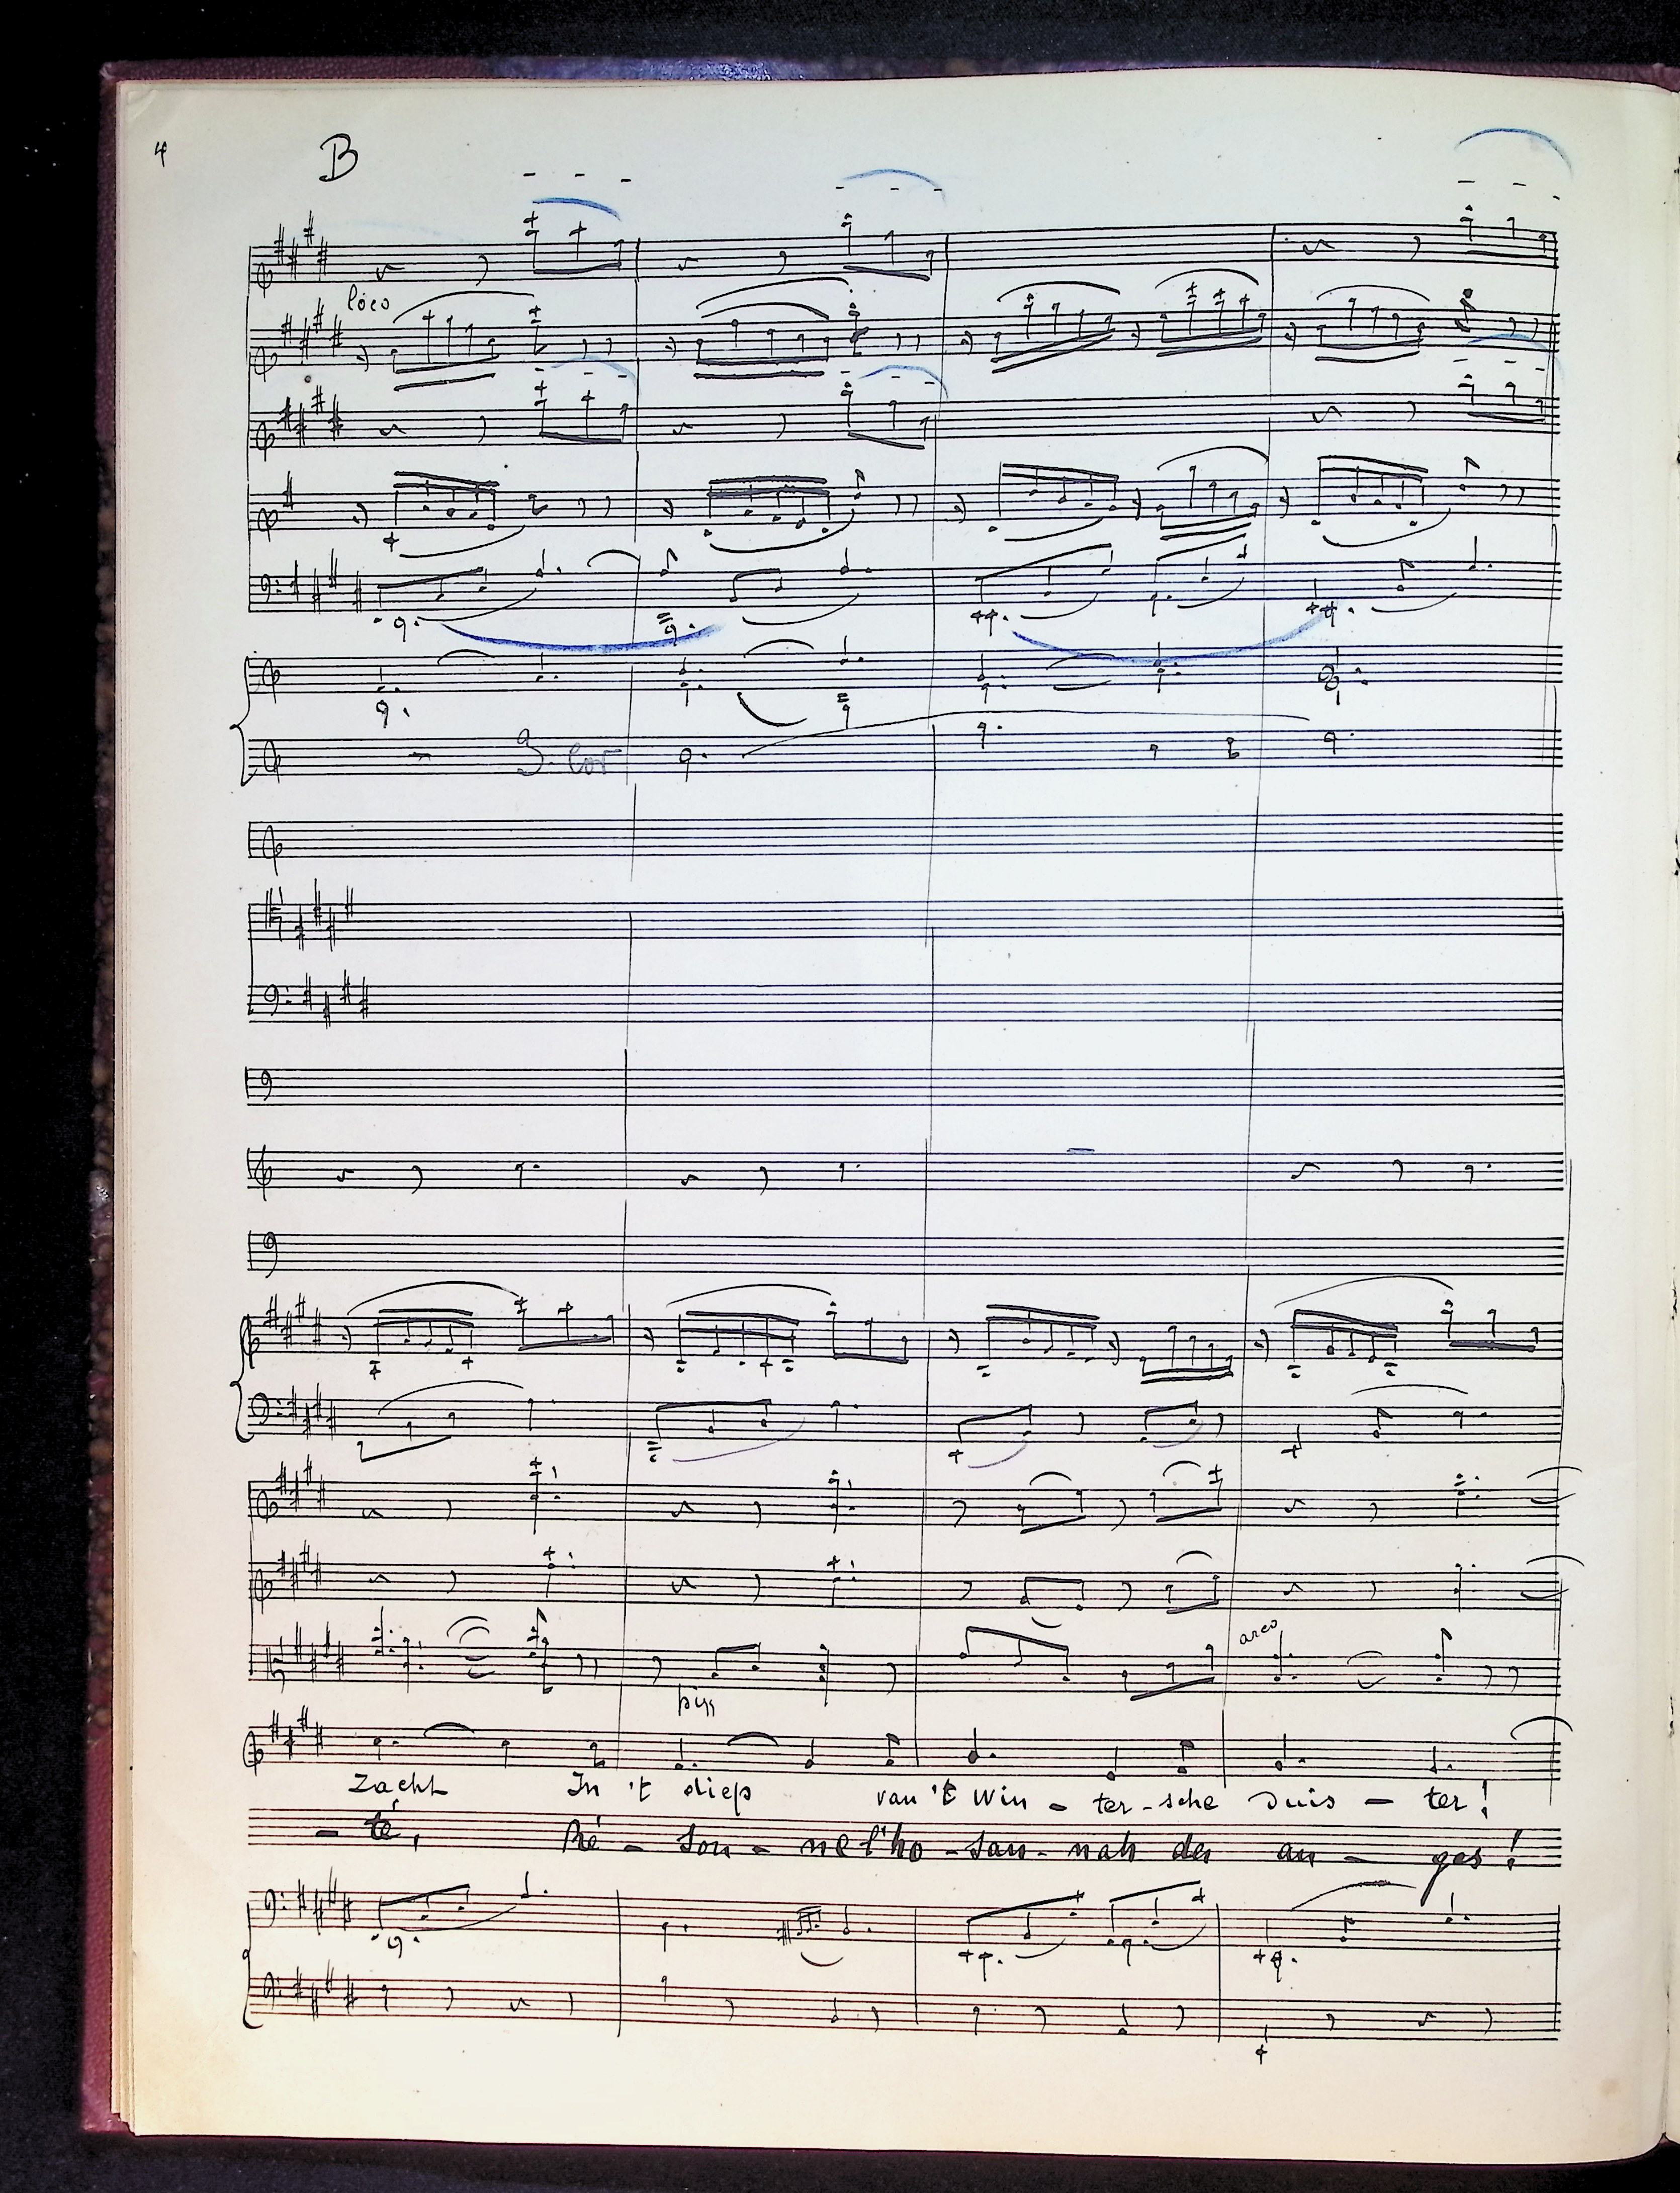 4
B
loco
3. Cor
arco
pizz
Zacht In 't diep van 't win - ter - sche duis - ter!
- té, Ré - son - ne l'ho - san - nah des an - ges!